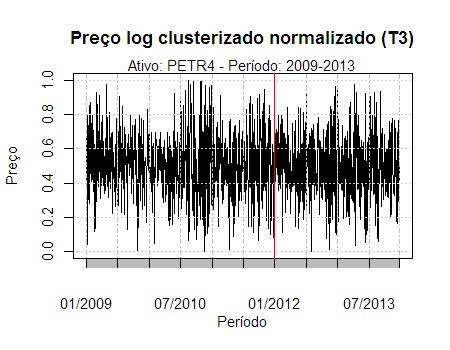 Preço log clusterizado normalizado (T3)
Ativo: PETR4 - Período: 2009-2013
Preço
1.0
0.8
0.6
0.4
0.2
0.0
01/2009 07/2010 01/2012 07/2013
Período